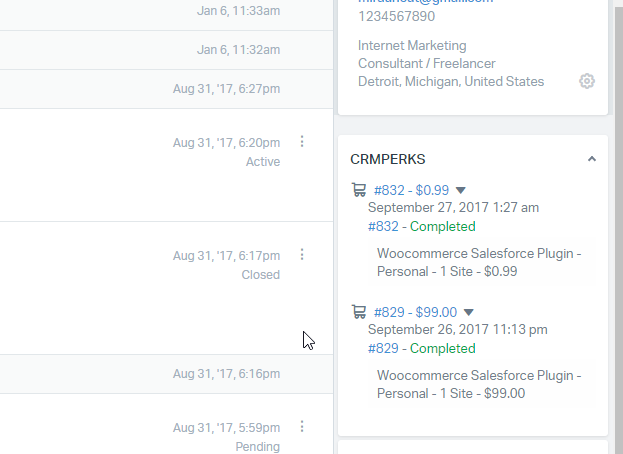 Jan 6, 11:33am
Jan 6, 11:32am
Aug 31, '17, 6:27pm
Aug 31, '17, 6:20pm
Active
Aug 31, '17, 6:17pm
Closed
Aug 31, '17, 6:16pm
Aug 31, '17, 5:59pm
Pending
1234567890
Internet Marketing
Consultant / Freelancer
Detroit, Michigan, United States
CRMPERKS
#832 - $0.99
September 27, 2017 1:27 am
#832 - Completed
Woocommerce Salesforce Plugin -
Personal - 1 Site - $0.99
#829 - $99.00
September 26, 2017 11:13 pm
#829 - Completed
Woocommerce Salesforce Plugin -
Personal - 1 Site - $99.00